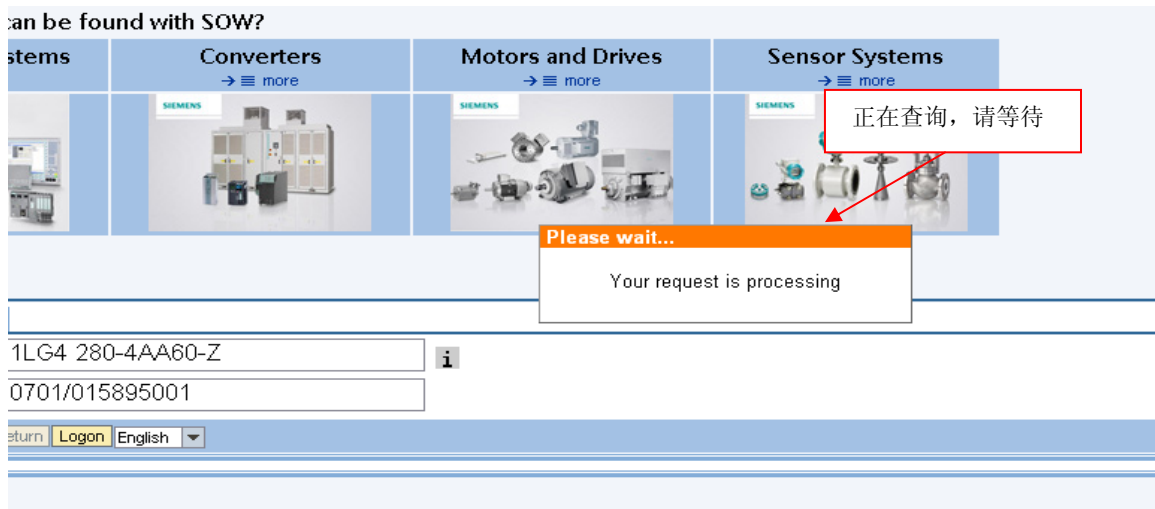 can be found with SOW?
stems
Converters
Motors and Drives
Sensor Systems
→ ≡ more
→ ≡ more
→ ≡ more
SIEMENS
SIEMENS
SIEMENS
正在查询，请等待
Please wait...
Your request is processing
1LG4 280-4AA60-Z
i
0701/015895001
eturn Logon English